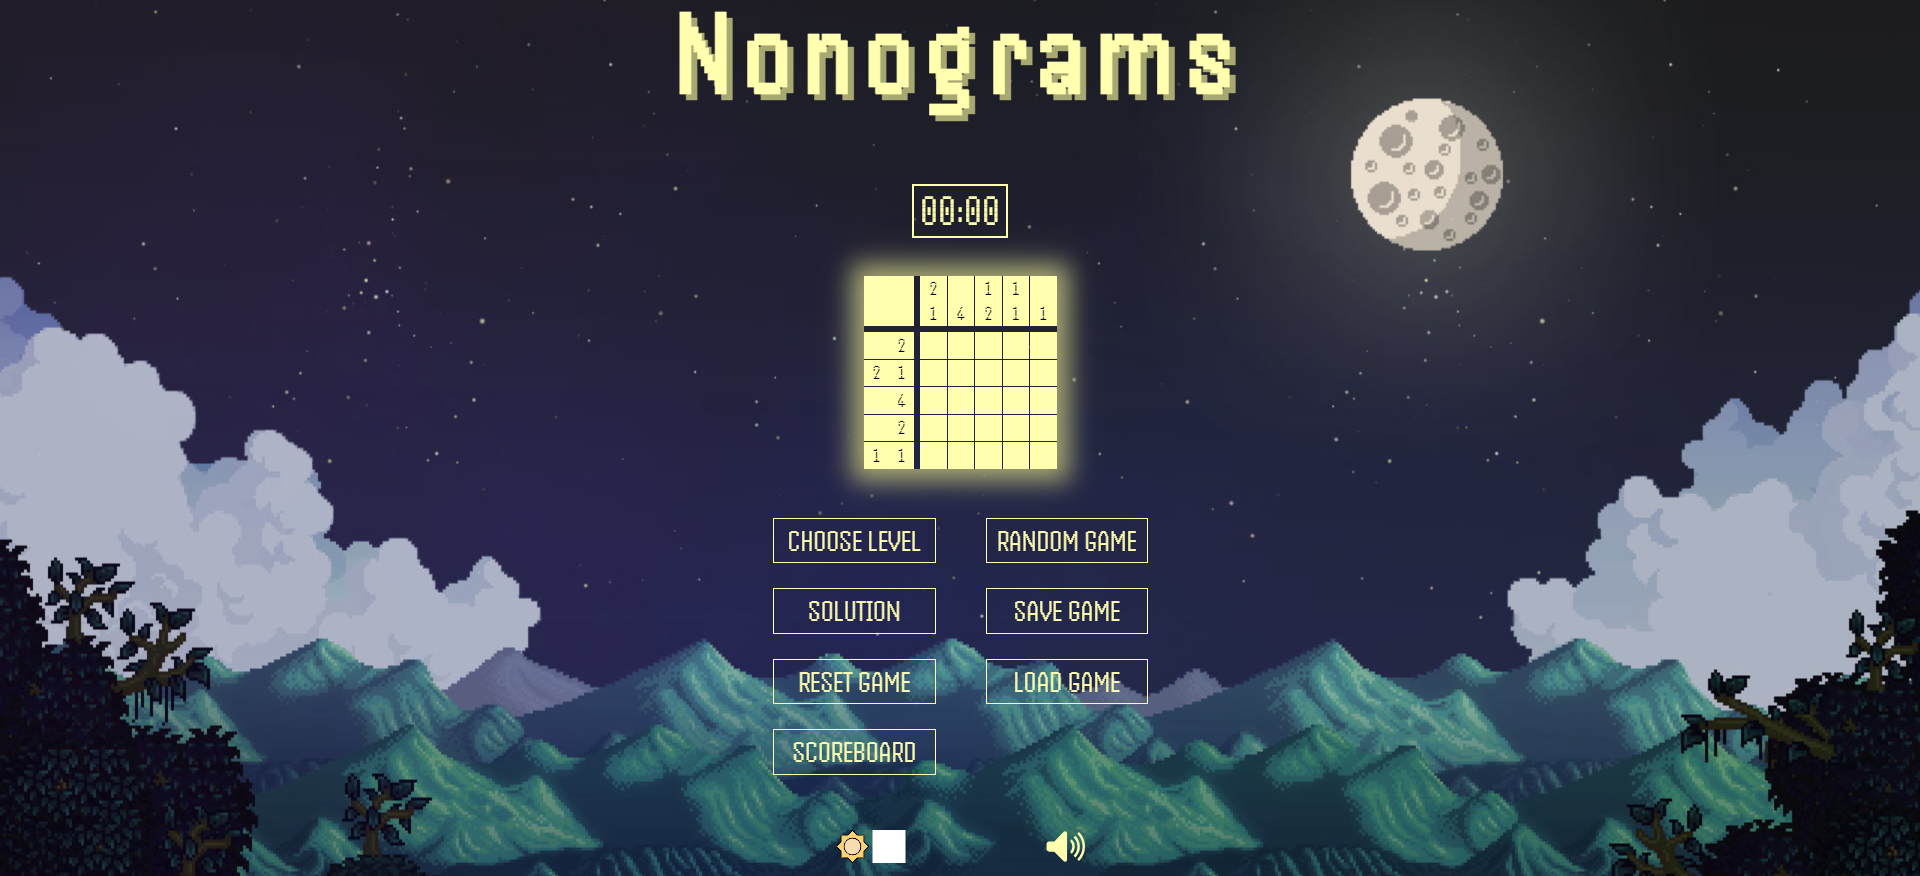 Nonograms
00:00
2 1 1
1 4 2 1 1
2
2 1
4
2
1 1
CHOOSE LEVEL RANDOM GAME
SOLUTION SAVE GAME
RESET GAME LOAD GAME
SCOREBOARD